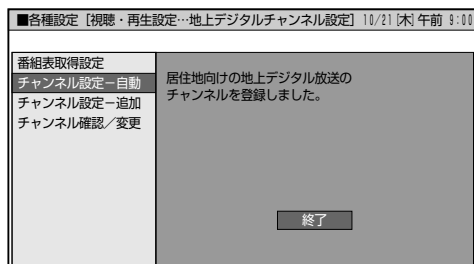 ■各種設定［視聴・再生設定…地上デジタルチャンネル設定］10/21［木］午前 9:00
番組表取得設定
チャンネル設定－自動
チャンネル設定－追加
チャンネル確認／変更
居住地向けの地上デジタル放送の
チャンネルを登録しました。
終了